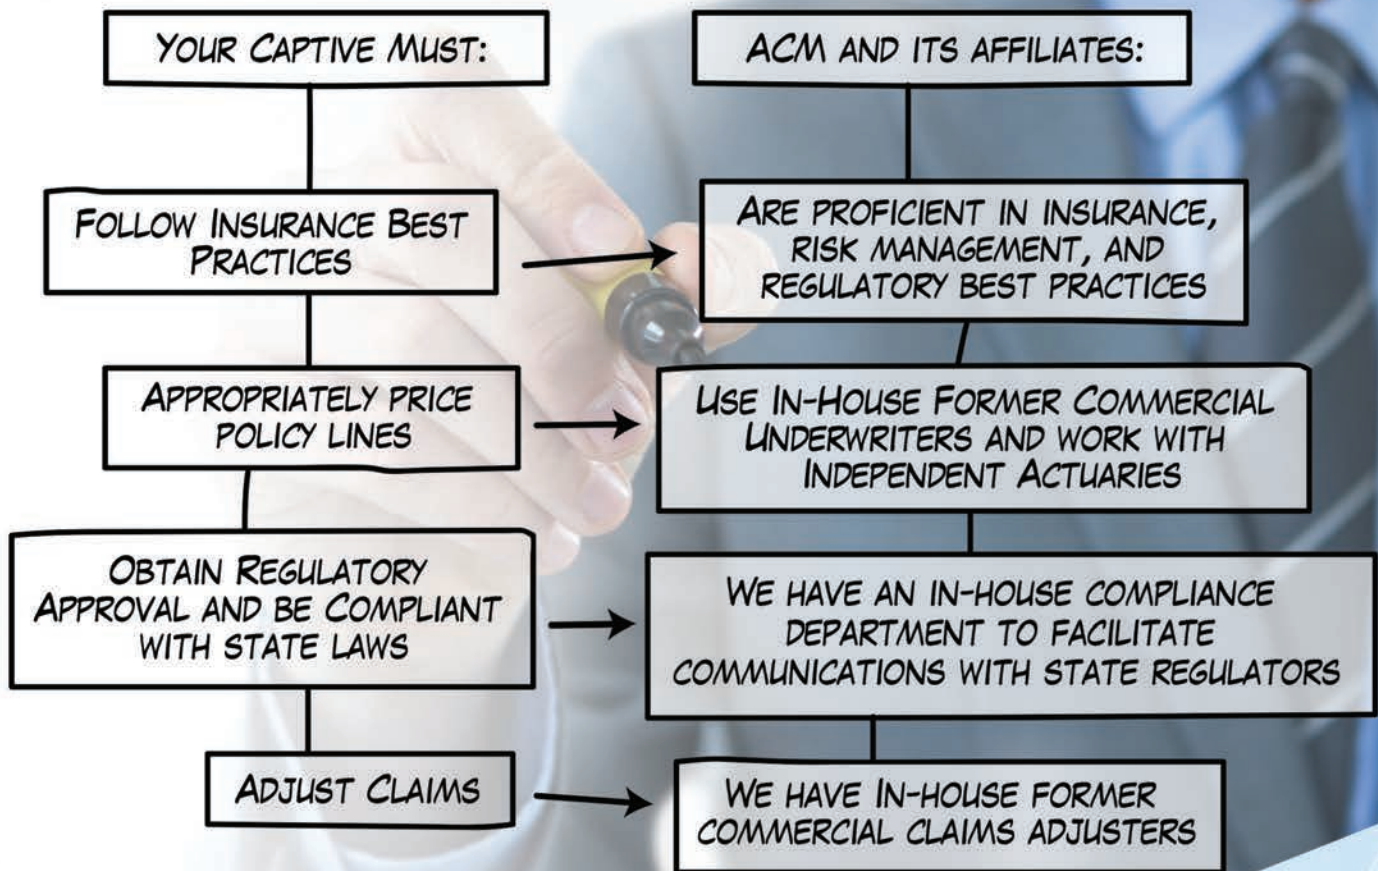 YOUR CAPTIVE MUST:
ACM AND ITS AFFILIATES:
FOLLOW INSURANCE BEST
PRACTICES
ARE PROFICIENT IN INSURANCE,
RISK MANAGEMENT, AND
REGULATORY BEST PRACTICES
APPROPRIATELY PRICE
POLICY LINES
USE IN-HOUSE FORMER COMMERCIAL
UNDERWRITERS AND WORK WITH
INDEPENDENT ACTUARIES
OBTAIN REGULATORY
APPROVAL AND BE COMPLIANT
WITH STATE LAWS
WE HAVE AN IN-HOUSE COMPLIANCE
DEPARTMENT TO FACILITATE
COMMUNICATIONS WITH STATE REGULATORS
ADJUST CLAIMS
WE HAVE IN-HOUSE FORMER
COMMERCIAL CLAIMS ADJUSTERS